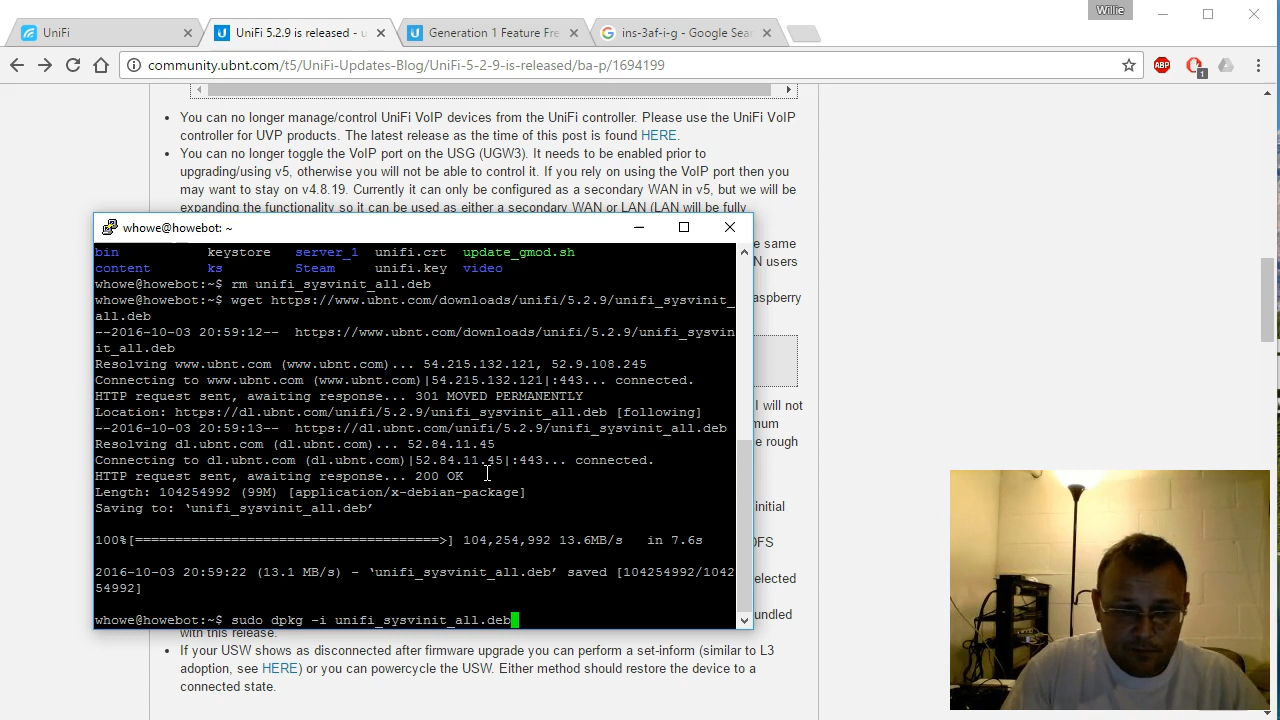 Willie
UniFi
UniFi 5.2.9 is released - u
Generation 1 Feature Fre
ins-3af-i-g - Google Sea
community.ubnt.com/t5/UniFi-Updates-Blog/UniFi-5-2-9-is-released/ba-p/1694199
ABP
1
You can no longer manage/control UniFi VoIP devices from the UniFi controller. Please use the UniFi VoIP
controller for UVP products. The latest release as the time of this post is found HERE.
You can no longer toggle the VoIP port on the USG (UGW3). It needs to be enabled prior to
upgrading/using v5, otherwise you will not be able to control it. If you rely on using the VoIP port then you
may want to stay on v4.8.19. Currently it can only be configured as a secondary WAN in v5, but we will be
expanding the functionality so it can be used as either a secondary WAN or LAN (LAN will be fully
e same
N users
aspberry
I will not
mum
e rough
initial
DFS
elected
undled
with this release.
If your USW shows as disconnected after firmware upgrade you can perform a set-inform (similar to L3
adoption, see HERE) or you can powercycle the USW. Either method should restore the device to a
connected state.
whowe@howebot: ~
bin keystore server_1 unifi.crt update_gmod.sh
content ks Steam unifi.key video
whowe@howebot:~$ rm unifi_sysvinit_all.deb
whowe@howebot:~$ wget https://www.ubnt.com/downloads/unifi/5.2.9/unifi_sysvinit_
all.deb
--2016-10-03 20:59:12-- https://www.ubnt.com/downloads/unifi/5.2.9/unifi_sysvin
it_all.deb
Resolving www.ubnt.com (www.ubnt.com)... 54.215.132.121, 52.9.108.245
Connecting to www.ubnt.com (www.ubnt.com)|54.215.132.121|:443... connected.
HTTP request sent, awaiting response... 301 MOVED PERMANENTLY
Location: https://dl.ubnt.com/unifi/5.2.9/unifi_sysvinit_all.deb [following]
--2016-10-03 20:59:13-- https://dl.ubnt.com/unifi/5.2.9/unifi_sysvinit_all.deb
Resolving dl.ubnt.com (dl.ubnt.com)... 52.84.11.45
Connecting to dl.ubnt.com (dl.ubnt.com)|52.84.11.45|:443... connected.
HTTP request sent, awaiting response... 200 OK
Length: 104254992 (99M) [application/x-debian-package]
Saving to: ‘unifi_sysvinit_all.deb’
100%[======================================>] 104,254,992 13.6MB/s in 7.6s
2016-10-03 20:59:22 (13.1 MB/s) - ‘unifi_sysvinit_all.deb’ saved [104254992/1042
54992]
whowe@howebot:~$ sudo dpkg -i unifi_sysvinit_all.deb